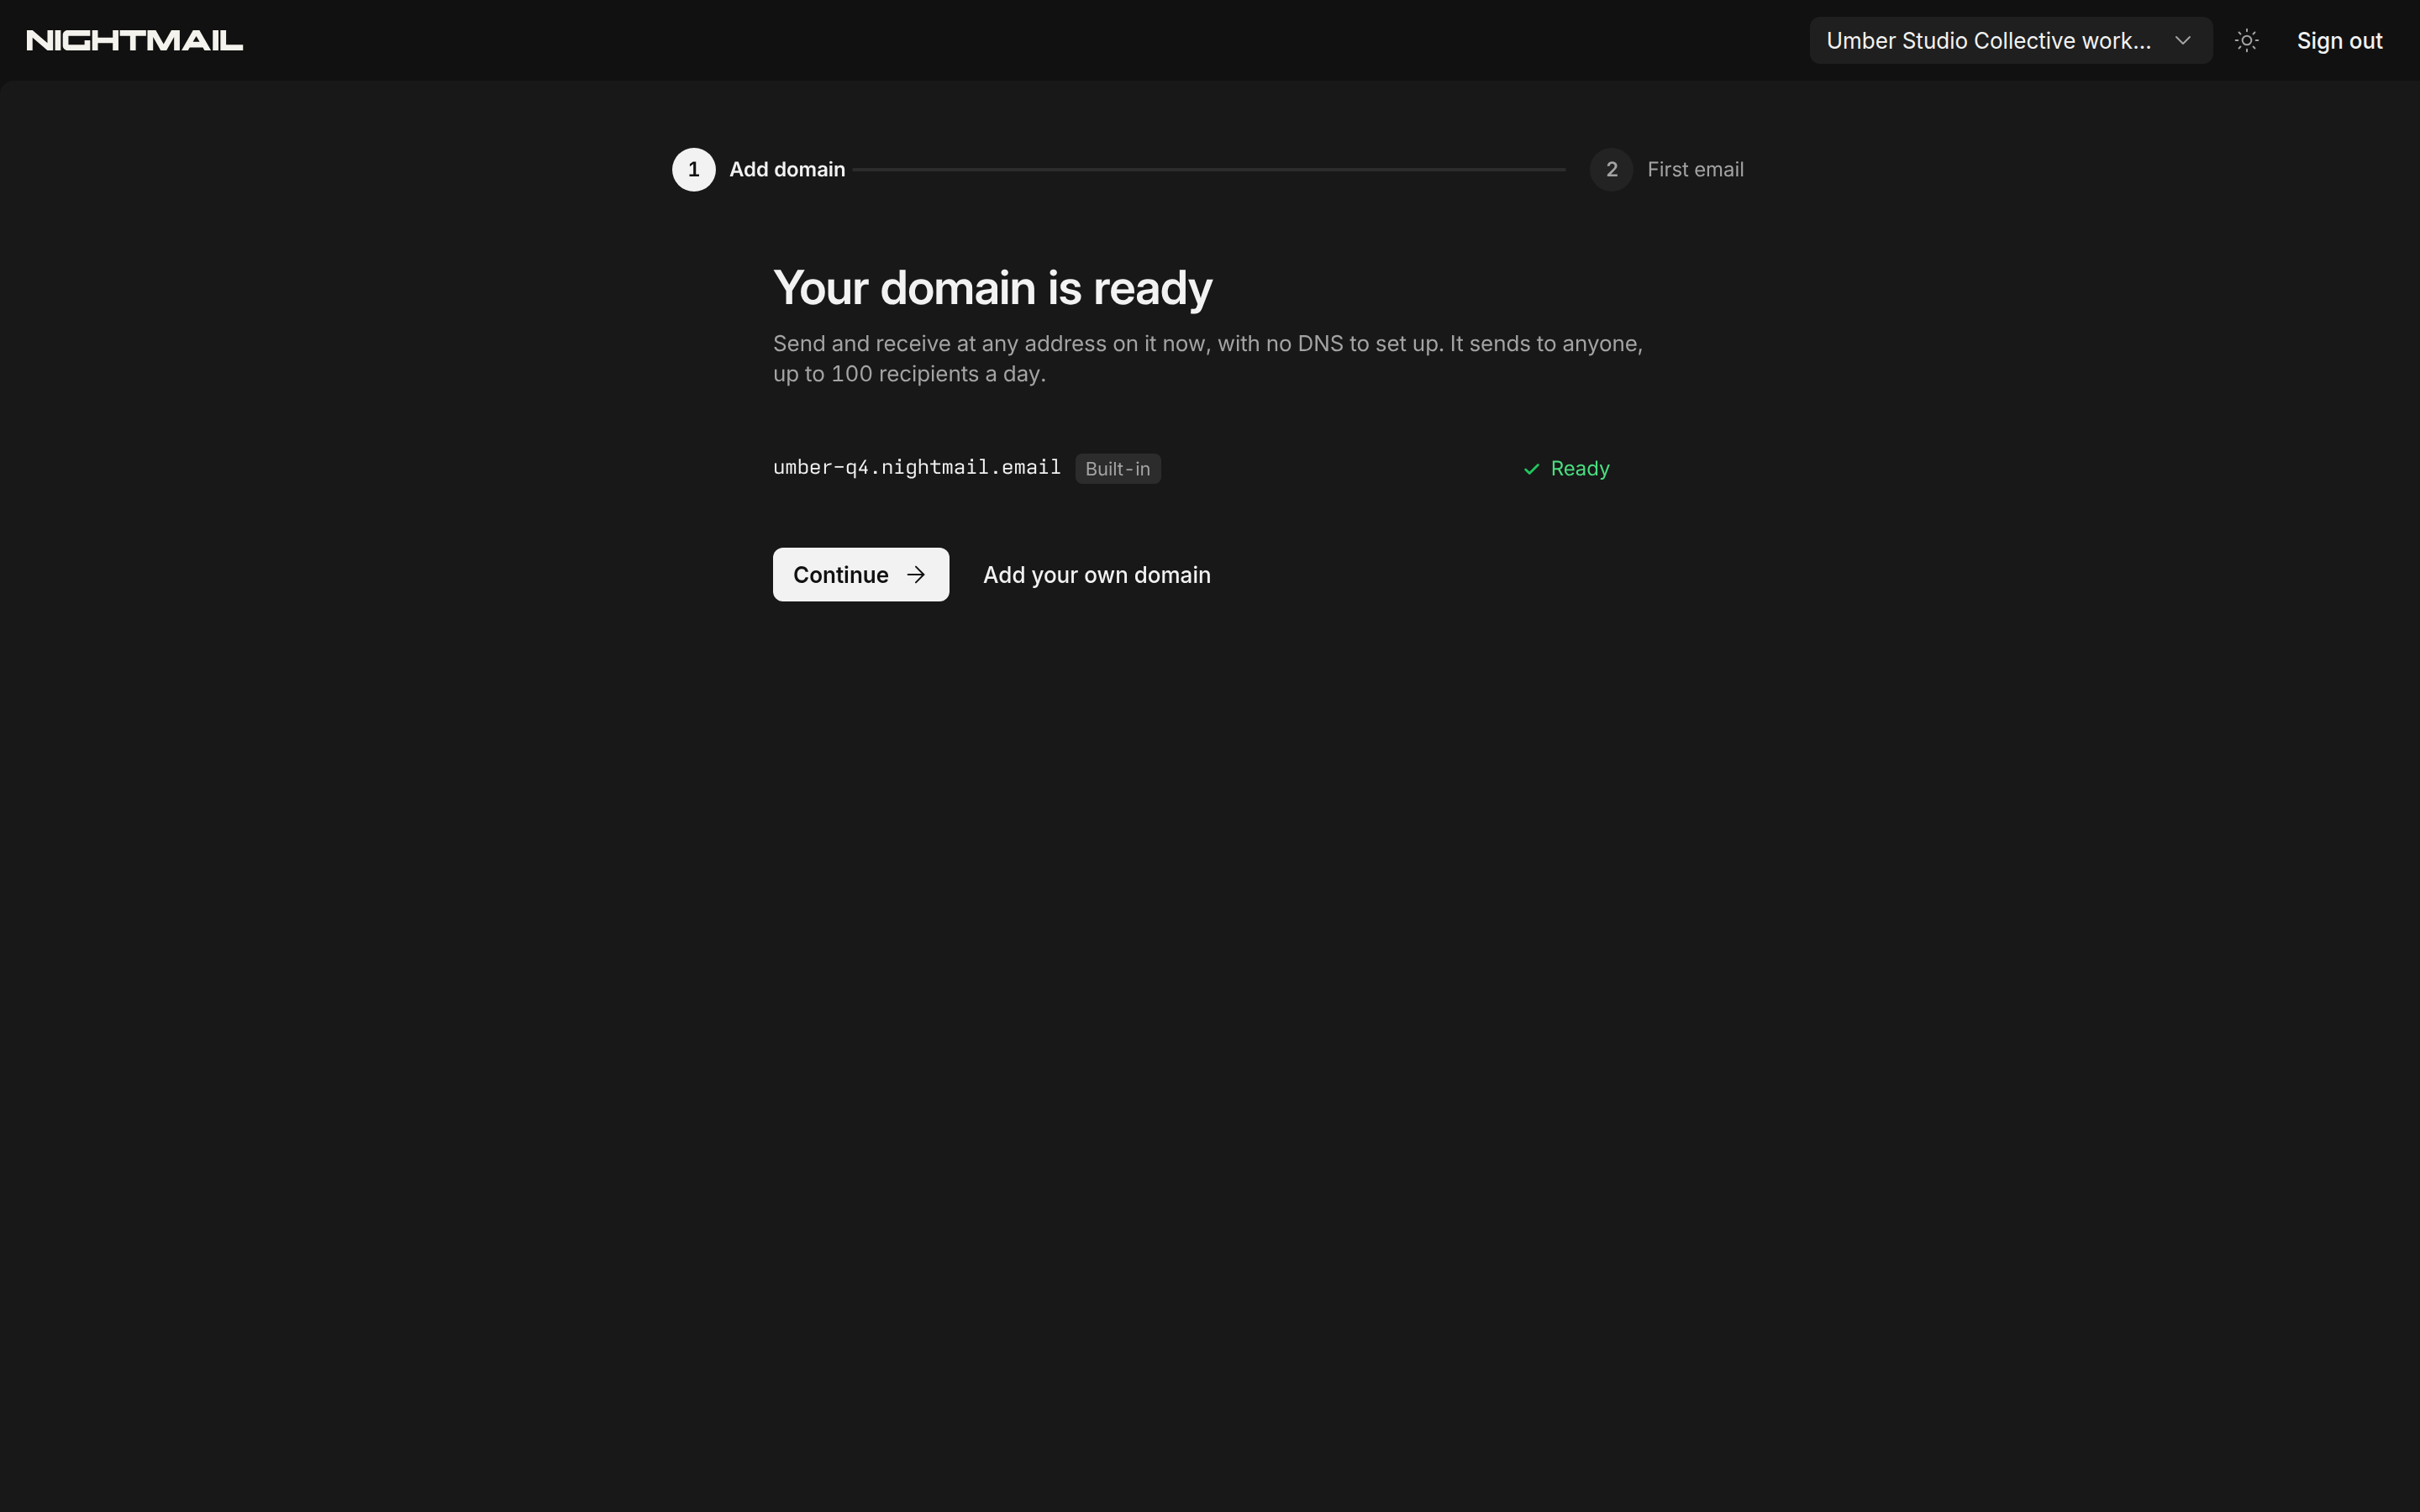 NIGHTMAIL
Umber Studio Collective work...
Sign out
1
Add domain
2
First email
Your domain is ready
Send and receive at any address on it now, with no DNS to set up. It sends to anyone,
up to 100 recipients a day.
umber-q4.nightmail.email
Built-in
Ready
Continue
Add your own domain